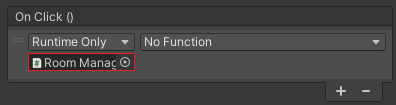 On Click ()
Runtime Only No Function
# Room Manag
+ -